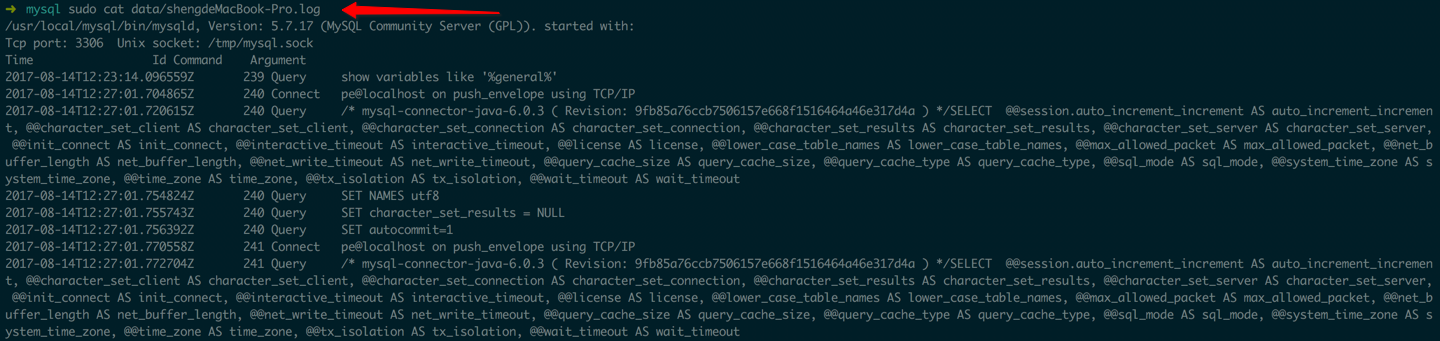 ➜  mysql sudo cat data/shengdeMacBook-Pro.log
/usr/local/mysql/bin/mysqld, Version: 5.7.17 (MySQL Community Server (GPL)). started with:
Tcp port: 3306  Unix socket: /tmp/mysql.sock
Time                 Id Command    Argument
2017-08-14T12:23:14.096559Z       239 Query     show variables like '%general%'
2017-08-14T12:27:01.704865Z       240 Connect   pe@localhost on push_envelope using TCP/IP
2017-08-14T12:27:01.720615Z       240 Query     /* mysql-connector-java-6.0.3 ( Revision: 9fb85a76ccb7506157e668f1516464a46e317d4a ) */SELECT  @@session.auto_increment_increment AS auto_increment_incremen
t, @@character_set_client AS character_set_client, @@character_set_connection AS character_set_connection, @@character_set_results AS character_set_results, @@character_set_server AS character_set_server,
 @@init_connect AS init_connect, @@interactive_timeout AS interactive_timeout, @@license AS license, @@lower_case_table_names AS lower_case_table_names, @@max_allowed_packet AS max_allowed_packet, @@net_b
uffer_length AS net_buffer_length, @@net_write_timeout AS net_write_timeout, @@query_cache_size AS query_cache_size, @@query_cache_type AS query_cache_type, @@sql_mode AS sql_mode, @@system_time_zone AS s
ystem_time_zone, @@time_zone AS time_zone, @@tx_isolation AS tx_isolation, @@wait_timeout AS wait_timeout
2017-08-14T12:27:01.754824Z       240 Query     SET NAMES utf8
2017-08-14T12:27:01.755743Z       240 Query     SET character_set_results = NULL
2017-08-14T12:27:01.756392Z       240 Query     SET autocommit=1
2017-08-14T12:27:01.770558Z       241 Connect   pe@localhost on push_envelope using TCP/IP
2017-08-14T12:27:01.772704Z       241 Query     /* mysql-connector-java-6.0.3 ( Revision: 9fb85a76ccb7506157e668f1516464a46e317d4a ) */SELECT  @@session.auto_increment_increment AS auto_increment_incremen
t, @@character_set_client AS character_set_client, @@character_set_connection AS character_set_connection, @@character_set_results AS character_set_results, @@character_set_server AS character_set_server,
 @@init_connect AS init_connect, @@interactive_timeout AS interactive_timeout, @@license AS license, @@lower_case_table_names AS lower_case_table_names, @@max_allowed_packet AS max_allowed_packet, @@net_b
uffer_length AS net_buffer_length, @@net_write_timeout AS net_write_timeout, @@query_cache_size AS query_cache_size, @@query_cache_type AS query_cache_type, @@sql_mode AS sql_mode, @@system_time_zone AS s
ystem_time_zone, @@time_zone AS time_zone, @@tx_isolation AS tx_isolation, @@wait_timeout AS wait_timeout